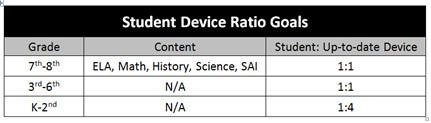 Student Device Ratio Goals
Grade Content Student: Up-to-date Device
7th-8th ELA, Math, History, Science, SAI 1:1
3rd-6th N/A 1:1
K-2nd N/A 1:4